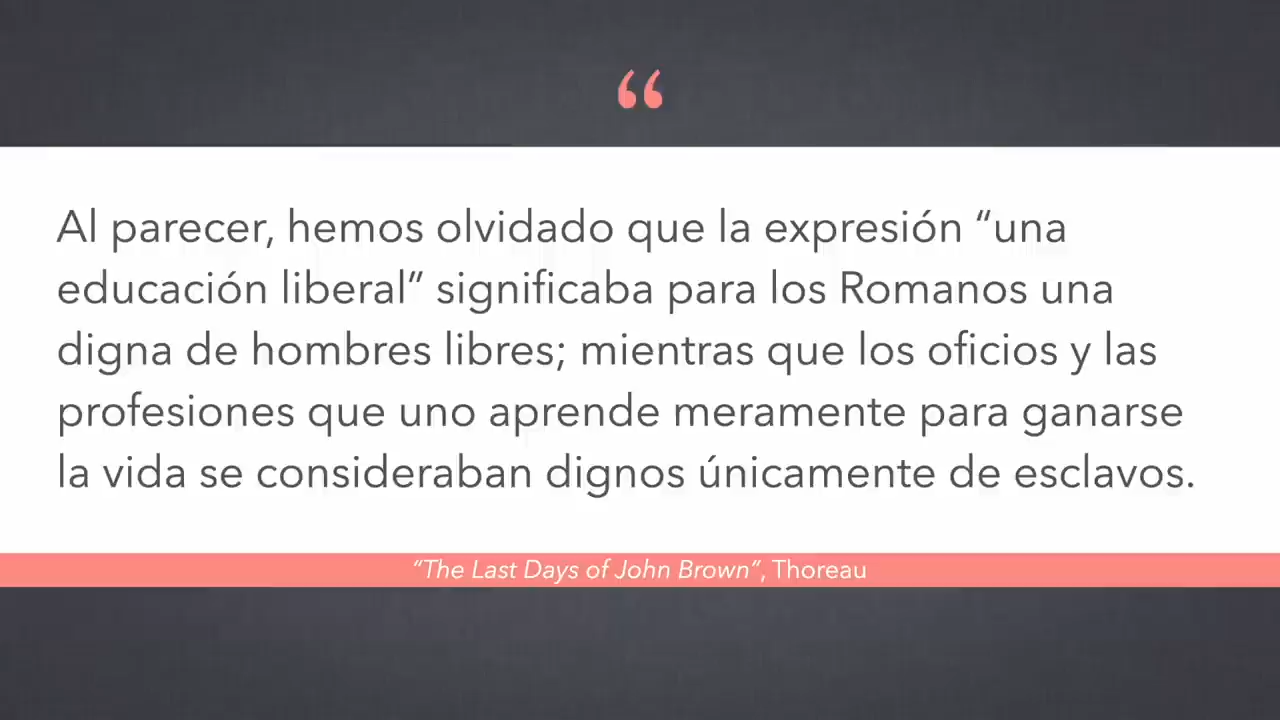 “
Al parecer, hemos olvidado que la expresión “una
educación liberal” significaba para los Romanos una
digna de hombres libres; mientras que los oficios y las
profesiones que uno aprende meramente para ganarse
la vida se consideraban dignos únicamente de esclavos.
“The Last Days of John Brown”, Thoreau